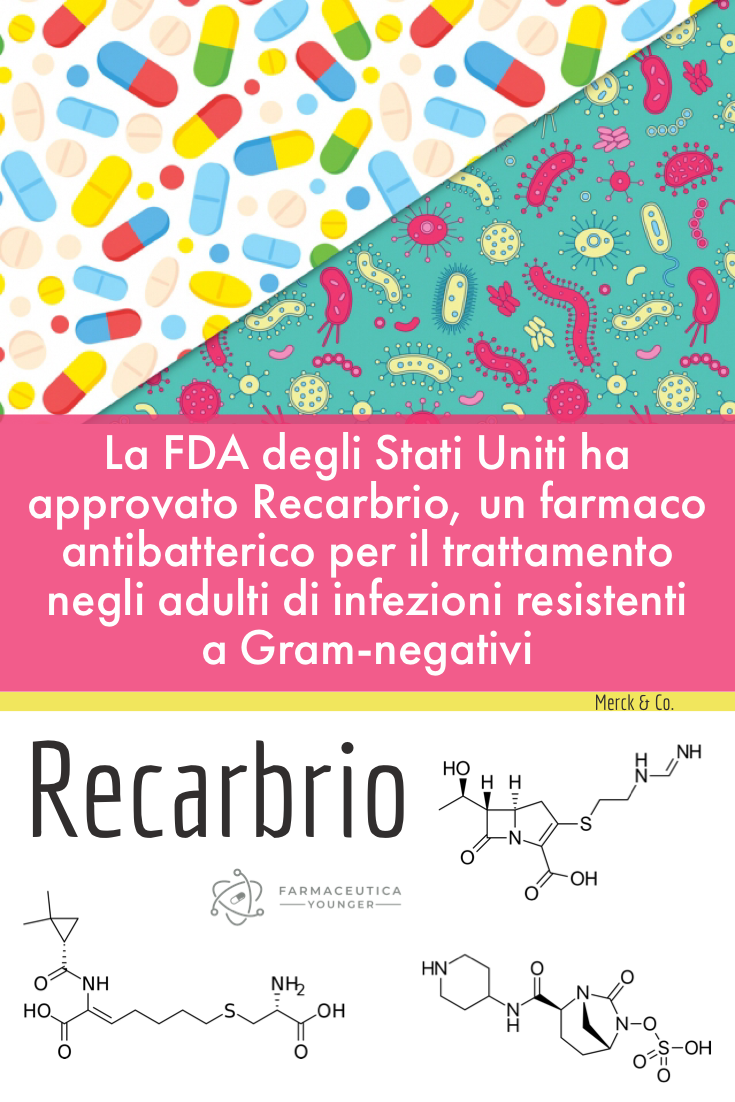 La FDA degli Stati Uniti ha
approvato Recarbrio, un farmaco
antibatterico per il trattamento
negli adulti di infezioni resistenti
a Gram-negativi
Merck & Co.
Recarbrio
FARMACEUTICA
YOUNGER
HO
H
H
H
N
NH
S
N
O
O
OH
O
NH
HO
O
S
NH2
OH
O
HN
N
H
O
N
O
N
O
S
OH
O
O